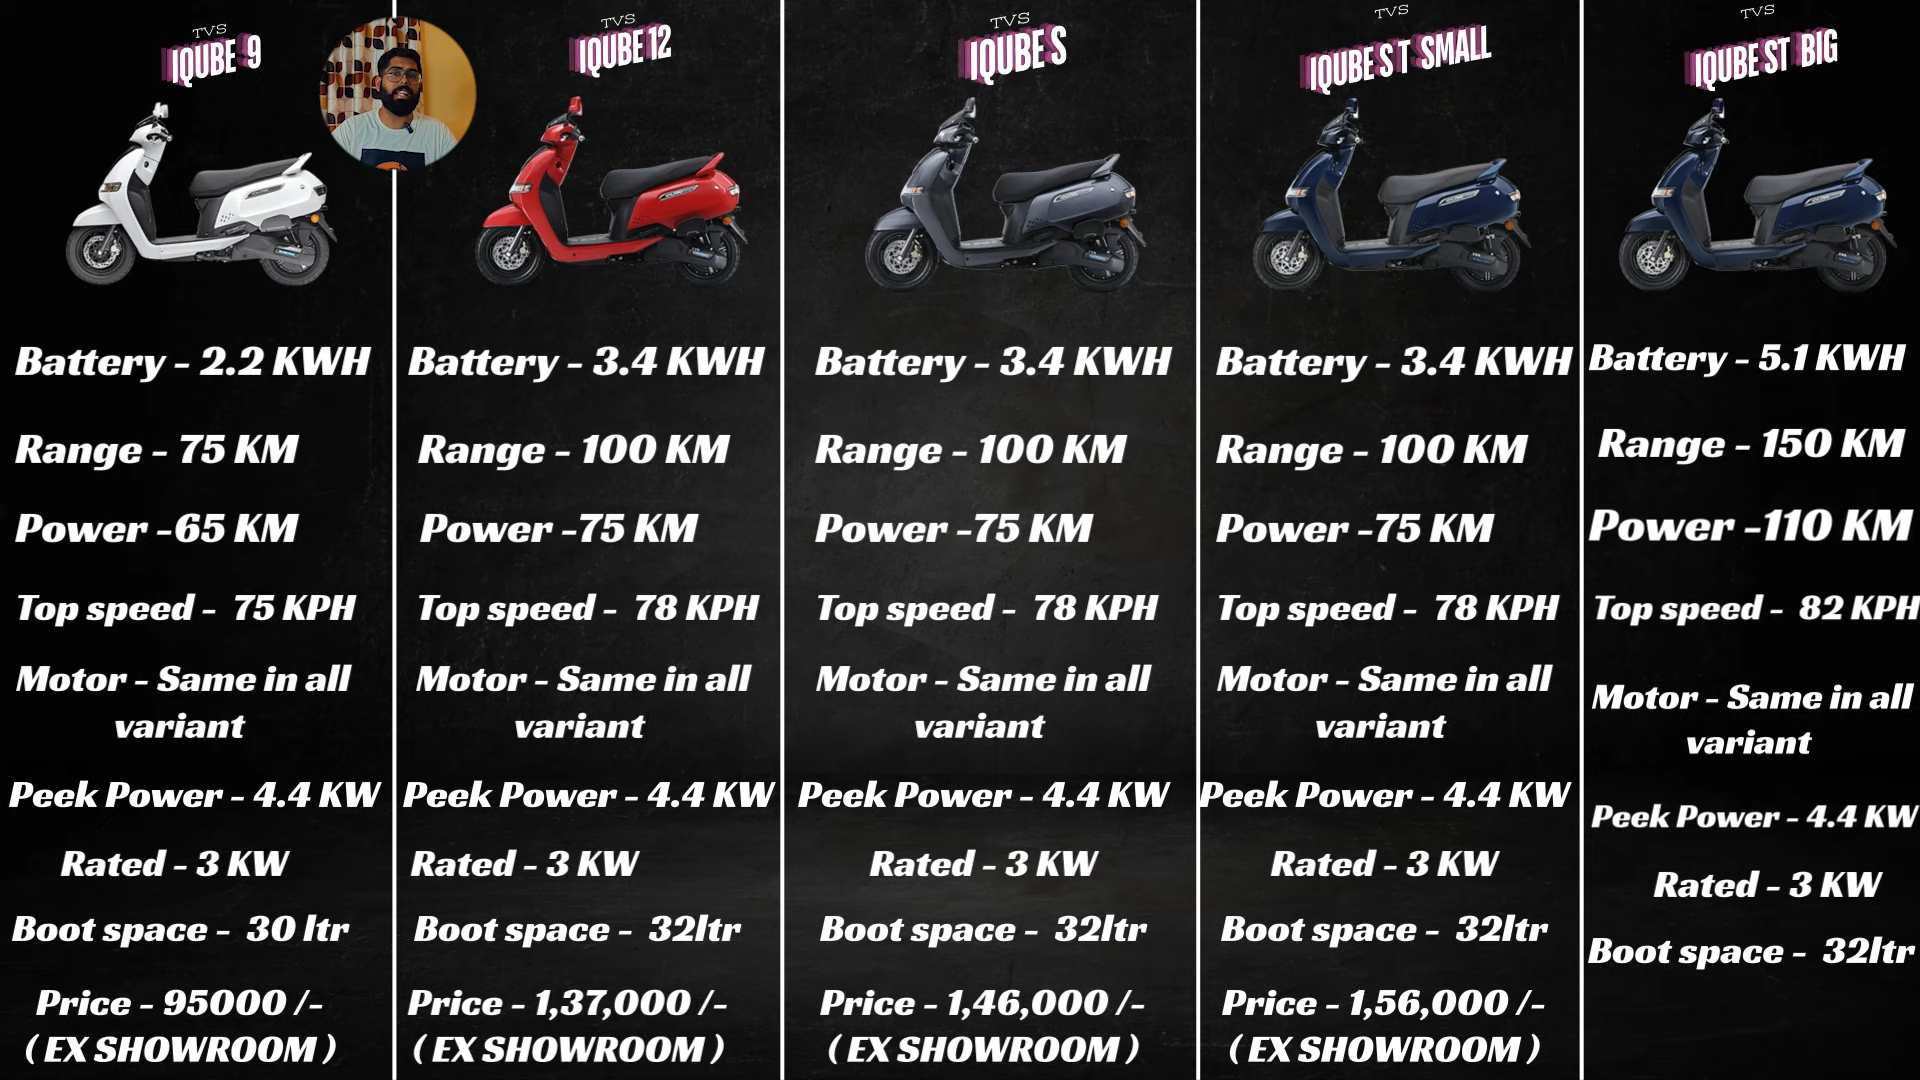 TVS
IQUBE 9
Battery - 2.2 KWH
Range - 75 KM
Power -65 KM
Top speed -  75 KPH
Motor - Same in all
variant
Peek Power - 4.4 KW
Rated - 3 KW
Boot space -  30 ltr
Price - 95000 /-
( EX SHOWROOM )
TVS
IQUBE 12
Battery - 3.4 KWH
Range - 100 KM
Power -75 KM
Top speed -  78 KPH
Motor - Same in all
variant
Peek Power - 4.4 KW
Rated - 3 KW
Boot space -  32ltr
Price - 1,37,000 /-
( EX SHOWROOM )
TVS
IQUBE S
Battery - 3.4 KWH
Range - 100 KM
Power -75 KM
Top speed -  78 KPH
Motor - Same in all
variant
Peek Power - 4.4 KW
Rated - 3 KW
Boot space -  32ltr
Price - 1,46,000 /-
( EX SHOWROOM )
TVS
IQUBE S T SMALL
Battery - 3.4 KWH
Range - 100 KM
Power -75 KM
Top speed -  78 KPH
Motor - Same in all
variant
Peek Power - 4.4 KW
Rated - 3 KW
Boot space -  32ltr
Price - 1,56,000 /-
( EX SHOWROOM )
TVS
IQUBE ST BIG
Battery - 5.1 KWH
Range - 150 KM
Power -110 KM
Top speed -  82 KPH
Motor - Same in all
variant
Peek Power - 4.4 KW
Rated - 3 KW
Boot space -  32ltr